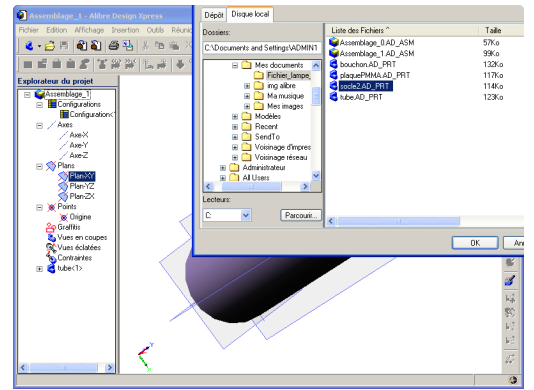 Assemblage_1 - Alibre Design Xpress
Fichier Edition Affichage Insertion Outils Réunic
Explorateur du projet
Assemblage_1
Configurations
Configuration<1
Axes
Axe-X
Axe-Y
Axe-Z
Plans
Plan-XY
Plan-YZ
Plan-ZX
Points
Origine
Graffitis
Vues en coupes
Vues éclatées
Contraintes
tube<1>
Dépôt Disque local
Dossiers:
C:\Documents and Settings\ADMIN1
Mes documents
Fichier_lampe_
img alibre
Ma musique
Mes images
Modèles
Recent
SendTo
Voisinage d'impres
Voisinage réseau
Administrateur
All Users
Lecteurs:
C:
Parcourir...
Liste des Fichiers ^ Taille
Assemblage_0.AD_ASM 57Ko
Assemblage_1.AD_ASM 99Ko
bouchon.AD_PRT 132Ko
plaquePMMA.AD_PRT 117Ko
socle2.AD_PRT 114Ko
tube.AD_PRT 123Ko
OK Ann
Y
X